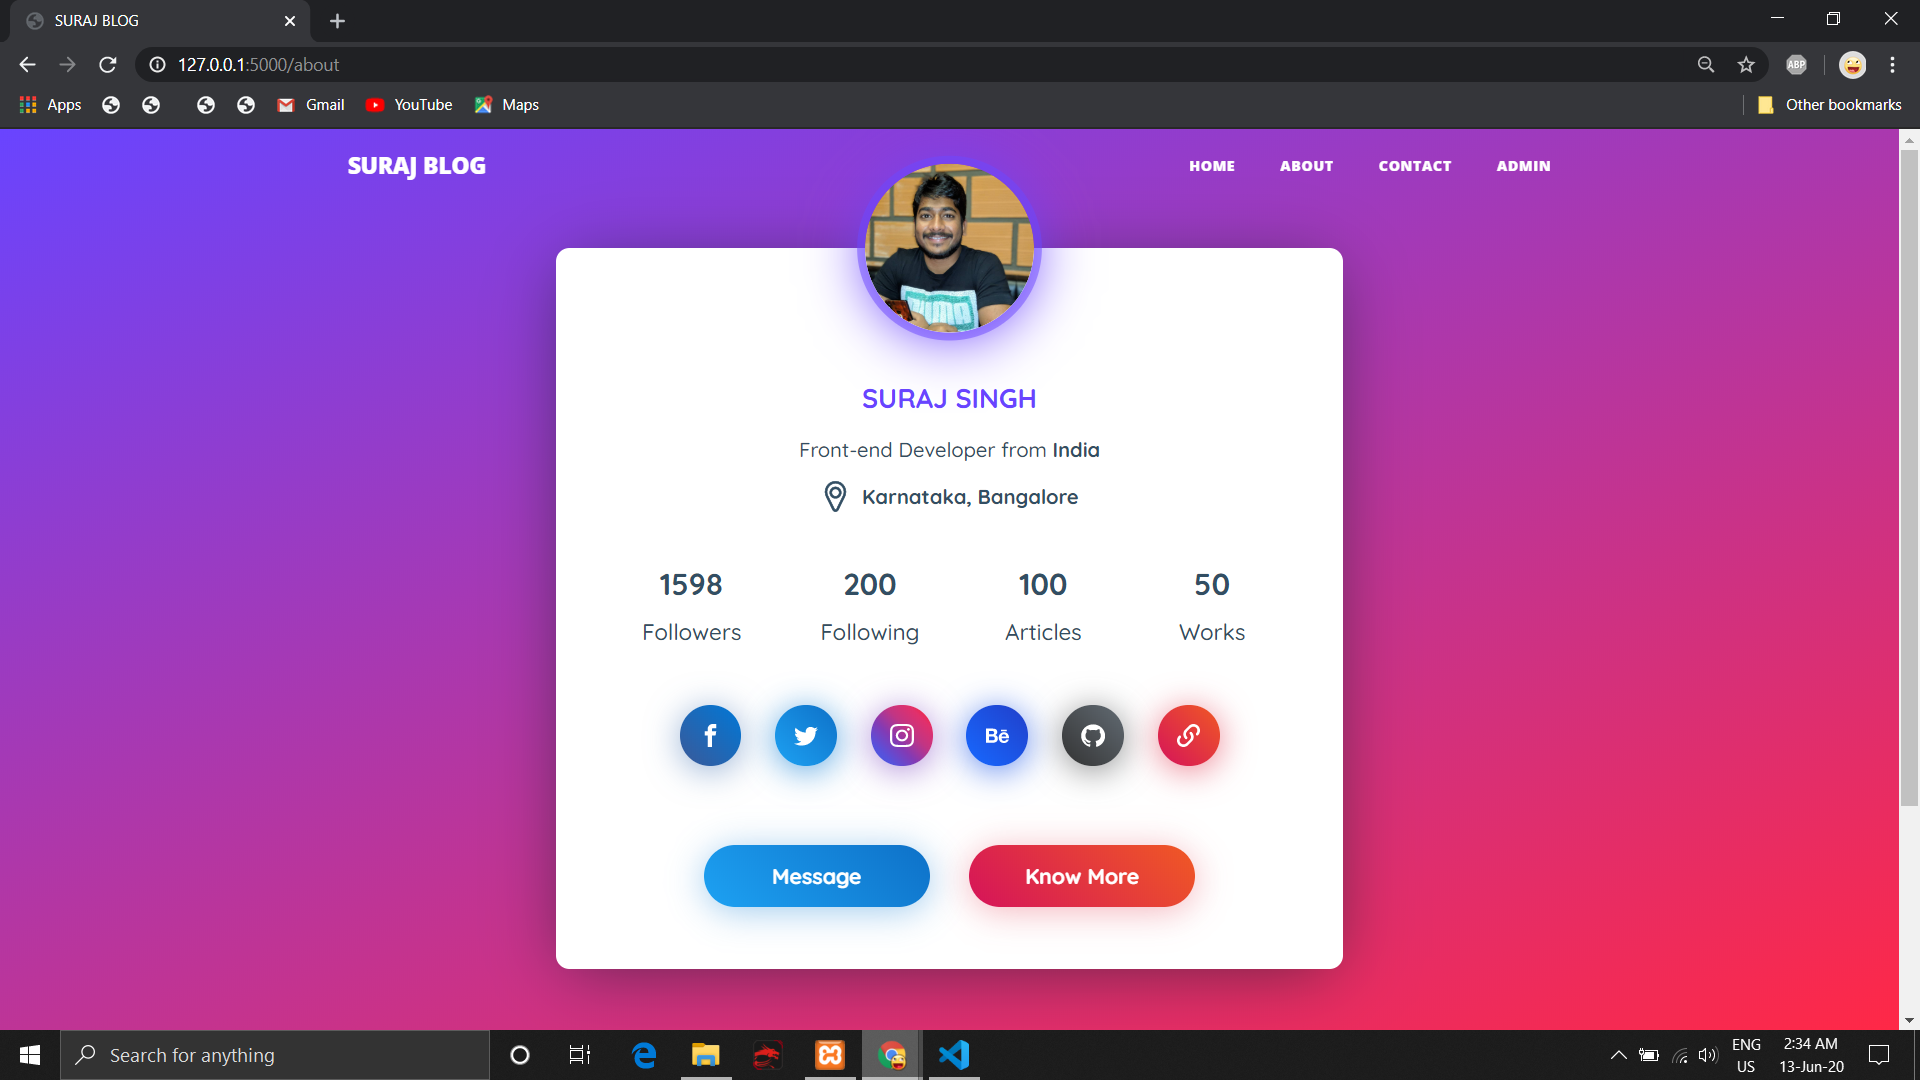 SURAJ BLOG
127.0.0.1:5000/about
ABP
Apps
Gmail
YouTube
Maps
Other bookmarks
SURAJ BLOG
HOME
ABOUT
CONTACT
ADMIN
PUMA
SURAJ SINGH
Front-end Developer from India
Karnataka, Bangalore
1598
200
100
50
Followers
Following
Articles
Works
Bē
Message
Know More
Search for anything
ENG
US
2:34 AM
13-Jun-20